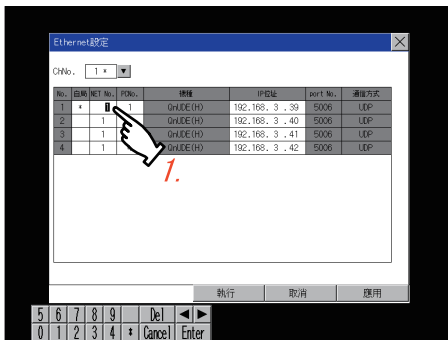 Ethernet設定
ChNo. 1 * ▼
No. 自局 NET No. PCNo. 機種 IP位址 port No. 通信方式
1 * 1 1 QnUDE(H) 192.168. 3 .39 5006 UDP
2 1 QnUDE(H) 192.168. 3 .40 5006 UDP
3 1 QnUDE(H) 192.168. 3 .41 5006 UDP
4 1 QnUDE(H) 192.168. 3 .42 5006 UDP
1.
執行 取消 應用
5 6 7 8 9 Del ◀ ▶
0 1 2 3 4 * Cancel Enter